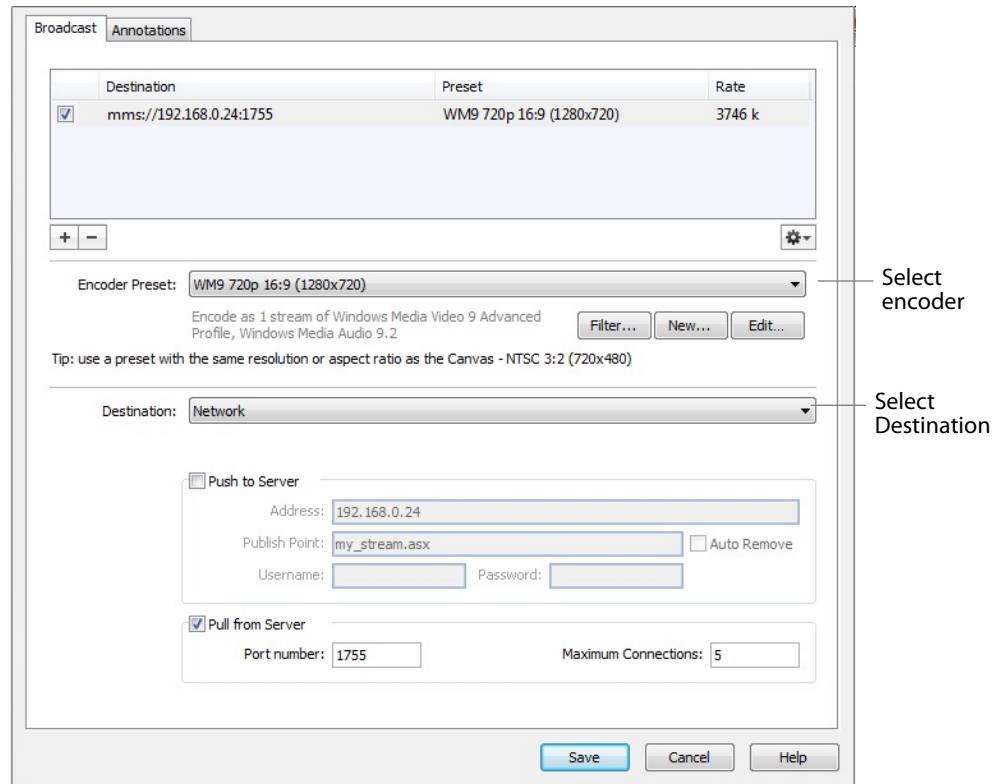 Broadcast Annotations
Destination Preset Rate
mms://192.168.0.24:1755 WM9 720p 16:9 (1280x720) 3746 k
+ −
Encoder Preset: WM9 720p 16:9 (1280x720)
Select
encoder
Encode as 1 stream of Windows Media Video 9 Advanced
Profile, Windows Media Audio 9.2
Filter... New... Edit...
Tip: use a preset with the same resolution or aspect ratio as the Canvas - NTSC 3:2 (720x480)
Destination: Network
Select
Destination
Push to Server
Address: 192.168.0.24
Publish Point: my_stream.asx Auto Remove
Username: Password:
Pull from Server
Port number: 1755 Maximum Connections: 5
Save Cancel Help